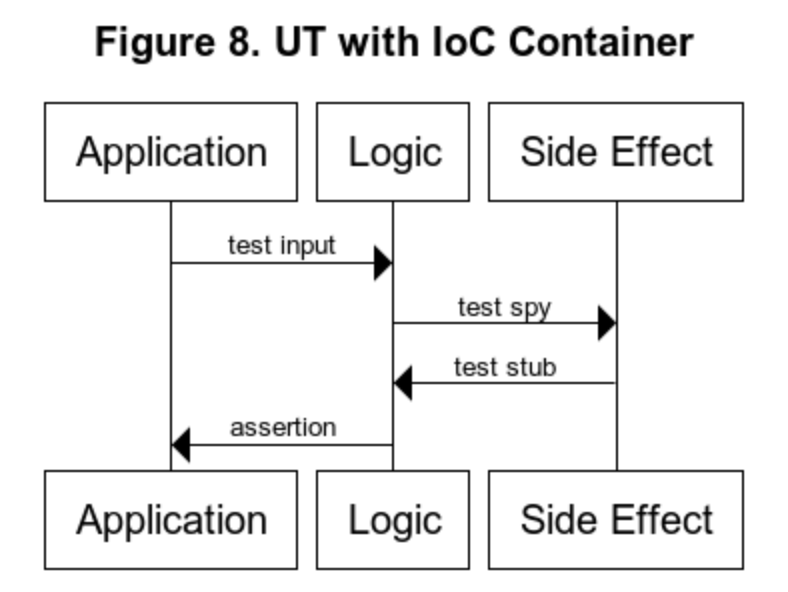 Figure 8. UT with IoC Container
Application
Logic
Side Effect
test input
test spy
test stub
assertion
Application
Logic
Side Effect